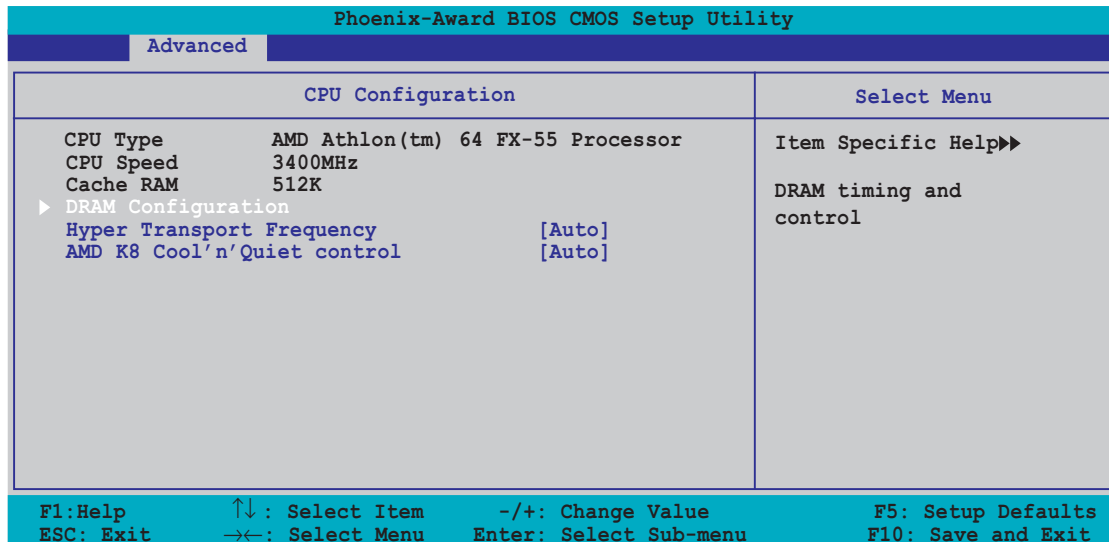 Phoenix-Award BIOS CMOS Setup Utility
Advanced
CPU Configuration
Select Menu
CPU Type AMD Athlon(tm) 64 FX-55 Processor
CPU Speed 3400MHz
Cache RAM 512K
▶ DRAM Configuration
Hyper Transport Frequency [Auto]
AMD K8 Cool'n'Quiet control [Auto]
Item Specific Help▶▶
DRAM timing and
control
F1:Help ↑↓: Select Item -/+: Change Value F5: Setup Defaults
ESC: Exit →←: Select Menu Enter: Select Sub-menu F10: Save and Exit